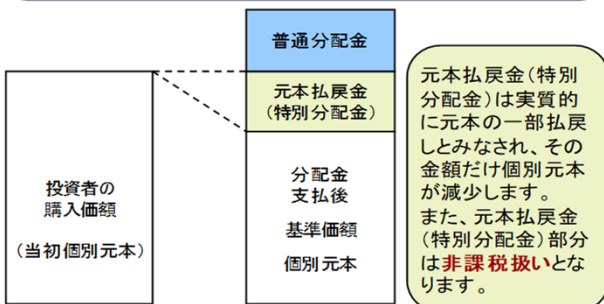 普通分配金
元本払戻金
（特別分配金）
投資者の
購入価額
（当初個別元本）
分配金
支払後
基準価額
個別元本
元本払戻金（特別
分配金）は実質的
に元本の一部払戻
しとみなされ、その
金額だけ個別元本
が減少します。
また、元本払戻金
（特別分配金）部分
は非課税扱いとな
ります。